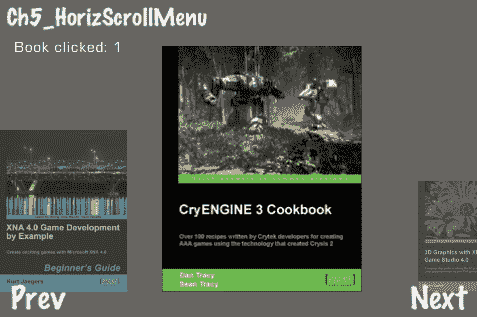 Ch5_HorizScrollMenu
Book clicked: 1
XNA 4.0 Game Development
by Example
Create exciting games with Microsoft XNA 4.0
Beginner's Guide
Kurt Jaegers
CryENGINE 3 Cookbook
Over 100 recipes written by Crytek developers for creating
AAA games using the technology that created Crysis 2
Dan Tracy
Sean Tracy
3D Graphics with XN
Game Studio 4.0
Prev
Next